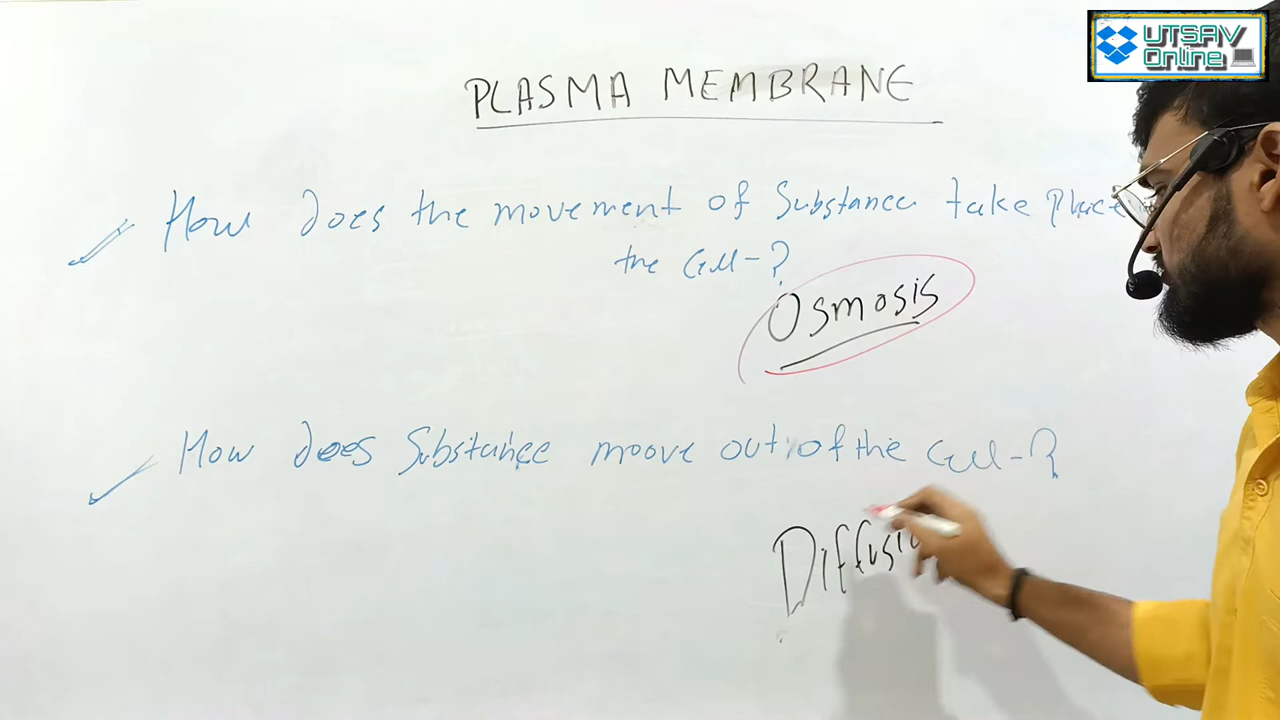 UTSAV
Online
PLASMA MEMBRANE
How does the movement of Substance take Place
the Cell-?
Osmosis
How does Substance moove out of the Cell-?
Diffusio